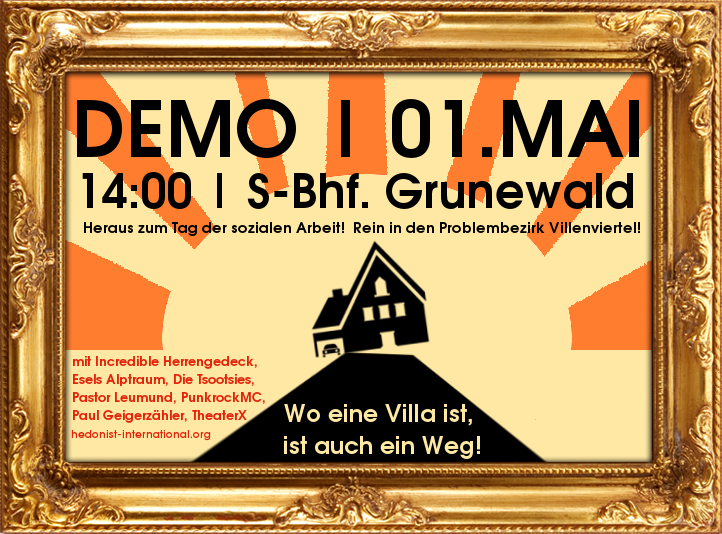 DEMO | 01.MAI
14:00 | S-Bhf. Grunewald
Heraus zum Tag der sozialen Arbeit! Rein in den Problembezirk Villenviertel!
mit Incredible Herrengedeck,
Esels Alptraum, Die Tsootsies,
Pastor Leumund, PunkrockMC,
Paul Geigerzähler, TheaterX
hedonist-international.org
Wo eine Villa ist,
ist auch ein Weg!